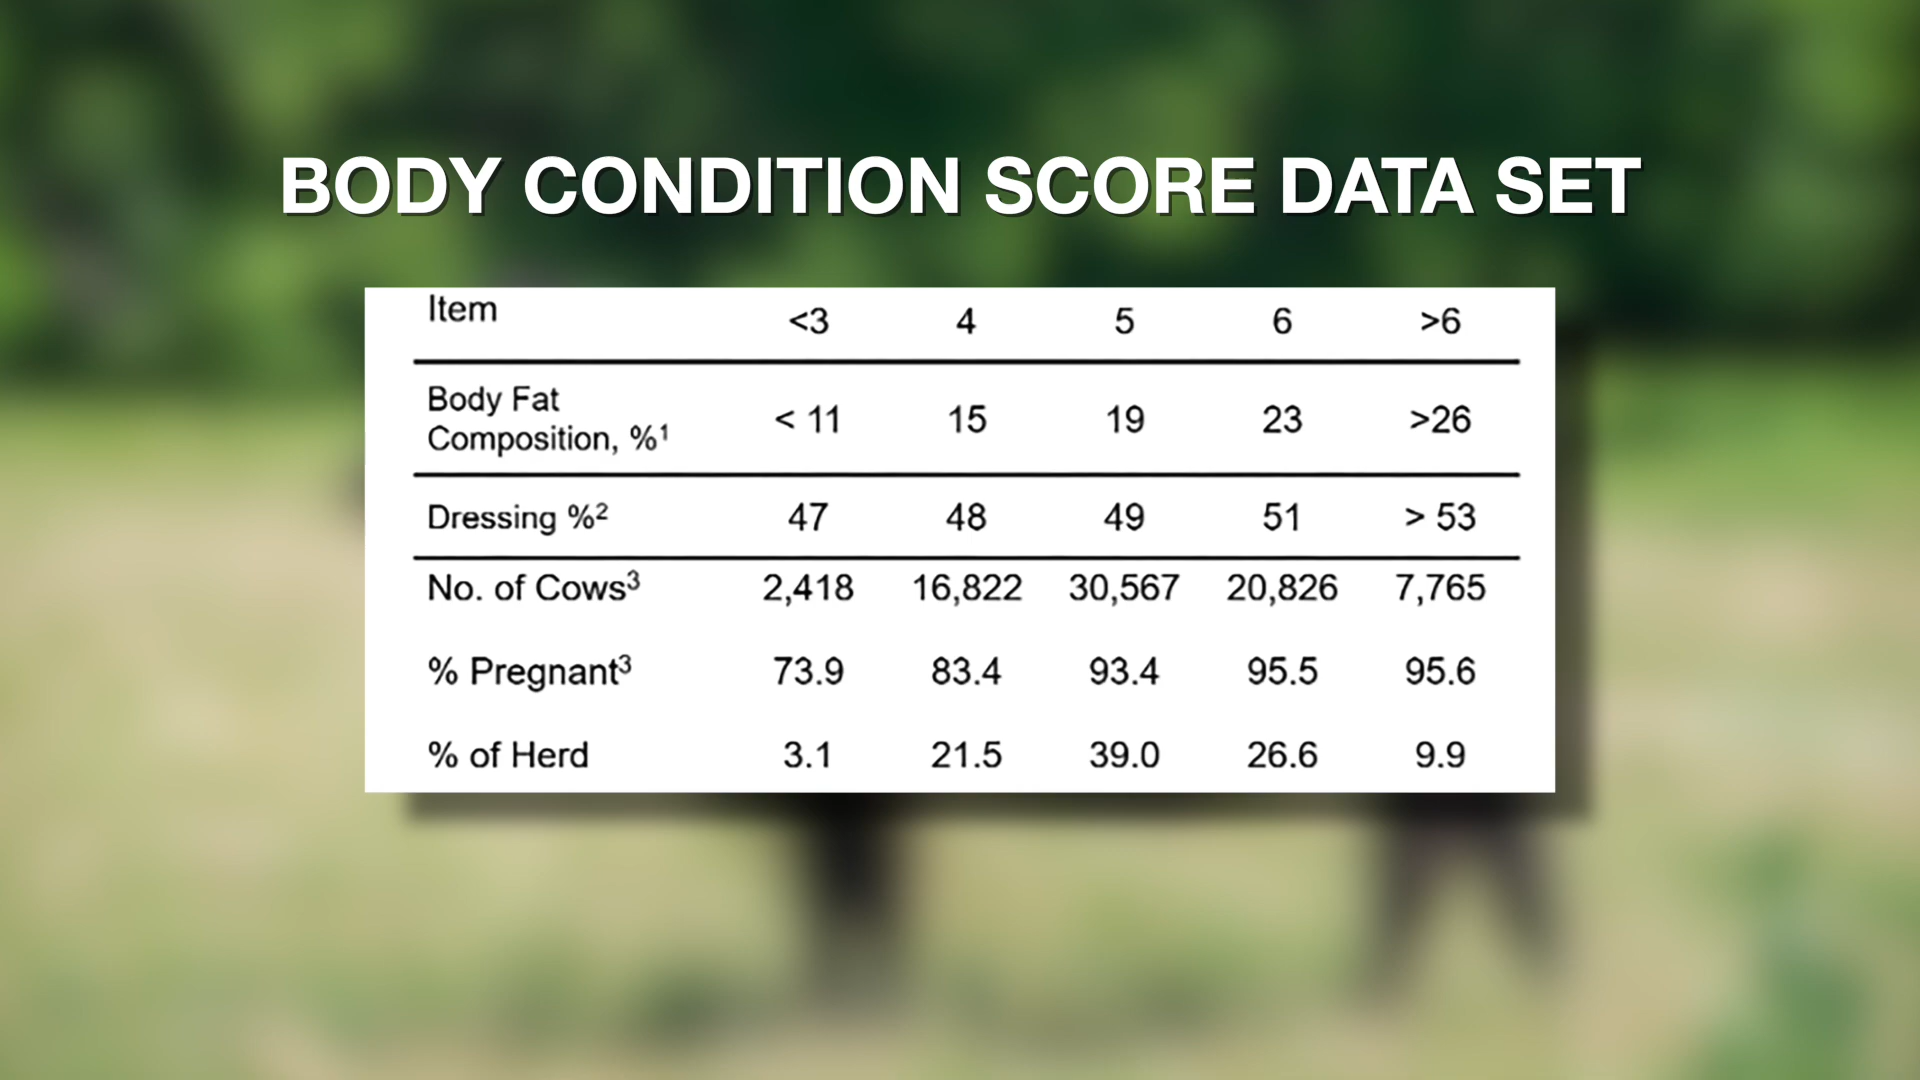 BODY CONDITION SCORE DATA SET
Item <3 4 5 6 >6
Body Fat
Composition, %¹ < 11 15 19 23 >26
Dressing %² 47 48 49 51 > 53
No. of Cows³ 2,418 16,822 30,567 20,826 7,765
% Pregnant³ 73.9 83.4 93.4 95.5 95.6
% of Herd 3.1 21.5 39.0 26.6 9.9